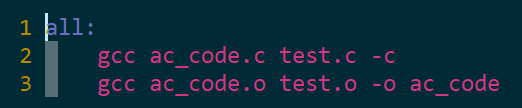 1 all:
2     gcc ac_code.c test.c -c
3     gcc ac_code.o test.o -o ac_code